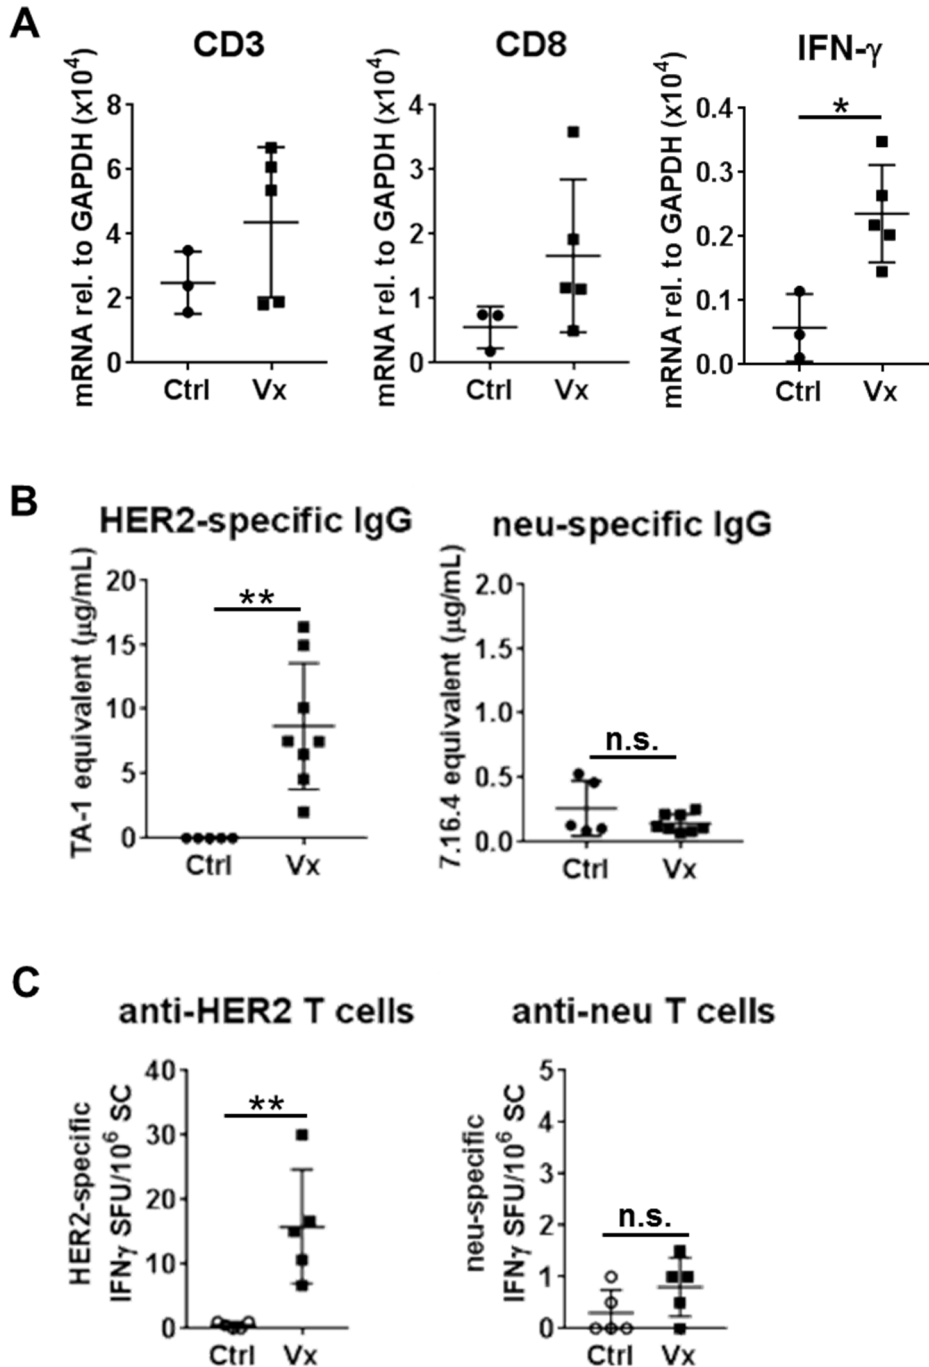 A
CD3
mRNA rel. to GAPDH (x10⁴)
8
6
4
2
0
Ctrl Vx
CD8
mRNA rel. to GAPDH (x10⁴)
4
3
2
1
0
Ctrl Vx
IFN-γ
mRNA rel. to GAPDH (x10⁴)
0.4
0.3
0.2
0.1
0.0
*
Ctrl Vx
B
HER2-specific IgG
TA-1 equivalent (µg/mL)
20
15
10
5
0
**
Ctrl Vx
neu-specific IgG
7.16.4 equivalent (µg/mL)
2.0
1.5
1.0
0.5
0.0
n.s.
Ctrl Vx
C
anti-HER2 T cells
HER2-specific
IFNγ SFU/10⁶ SC
40
30
20
10
0
**
Ctrl Vx
anti-neu T cells
neu-specific
IFNγ SFU/10⁶ SC
5
4
3
2
1
0
n.s.
Ctrl Vx